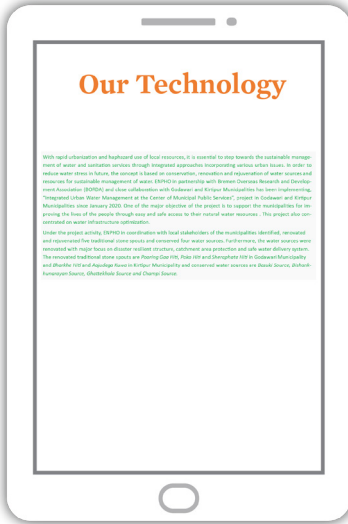 Our Technology
With rapid urbanization and haphazard use of local resources, it is essential to step towards the sustainable manage-
ment of water and sanitation services through integrated approaches incorporating various urban issues. In order to
reduce water stress in future, the concept is based on conservation, renovation and rejuvenation of water sources and
resources for sustainable management of water. ENPHO in partnership with Bremen Overseas Research and Develop-
ment Association (BORDA) and close collaboration with Godawari and Kirtipur Municipalities has been implementing,
"Integrated Urban Water Management at the Center of Municipal Public Services", project in Godawari and Kirtipur
Municipalities since January 2020. One of the major objective of the project is to support the municipalities for im-
proving the lives of the people through easy and safe access to their natural water resources . This project also con-
centrated on water infrastructure optimization.
Under the project activity, ENPHO in coordination with local stakeholders of the municipalities identified, renovated
and rejuvenated five traditional stone spouts and conserved four water sources. Furthermore, the water sources were
renovated with major focus on disaster resilient structure, catchment area protection and safe water delivery system.
The renovated traditional stone spouts are Hiti, Hiti and Hiti in Godawari Municipality
and Hiti and in Kirtipur Municipality and conserved water sources are Source,
Source, Source and Champi Source.